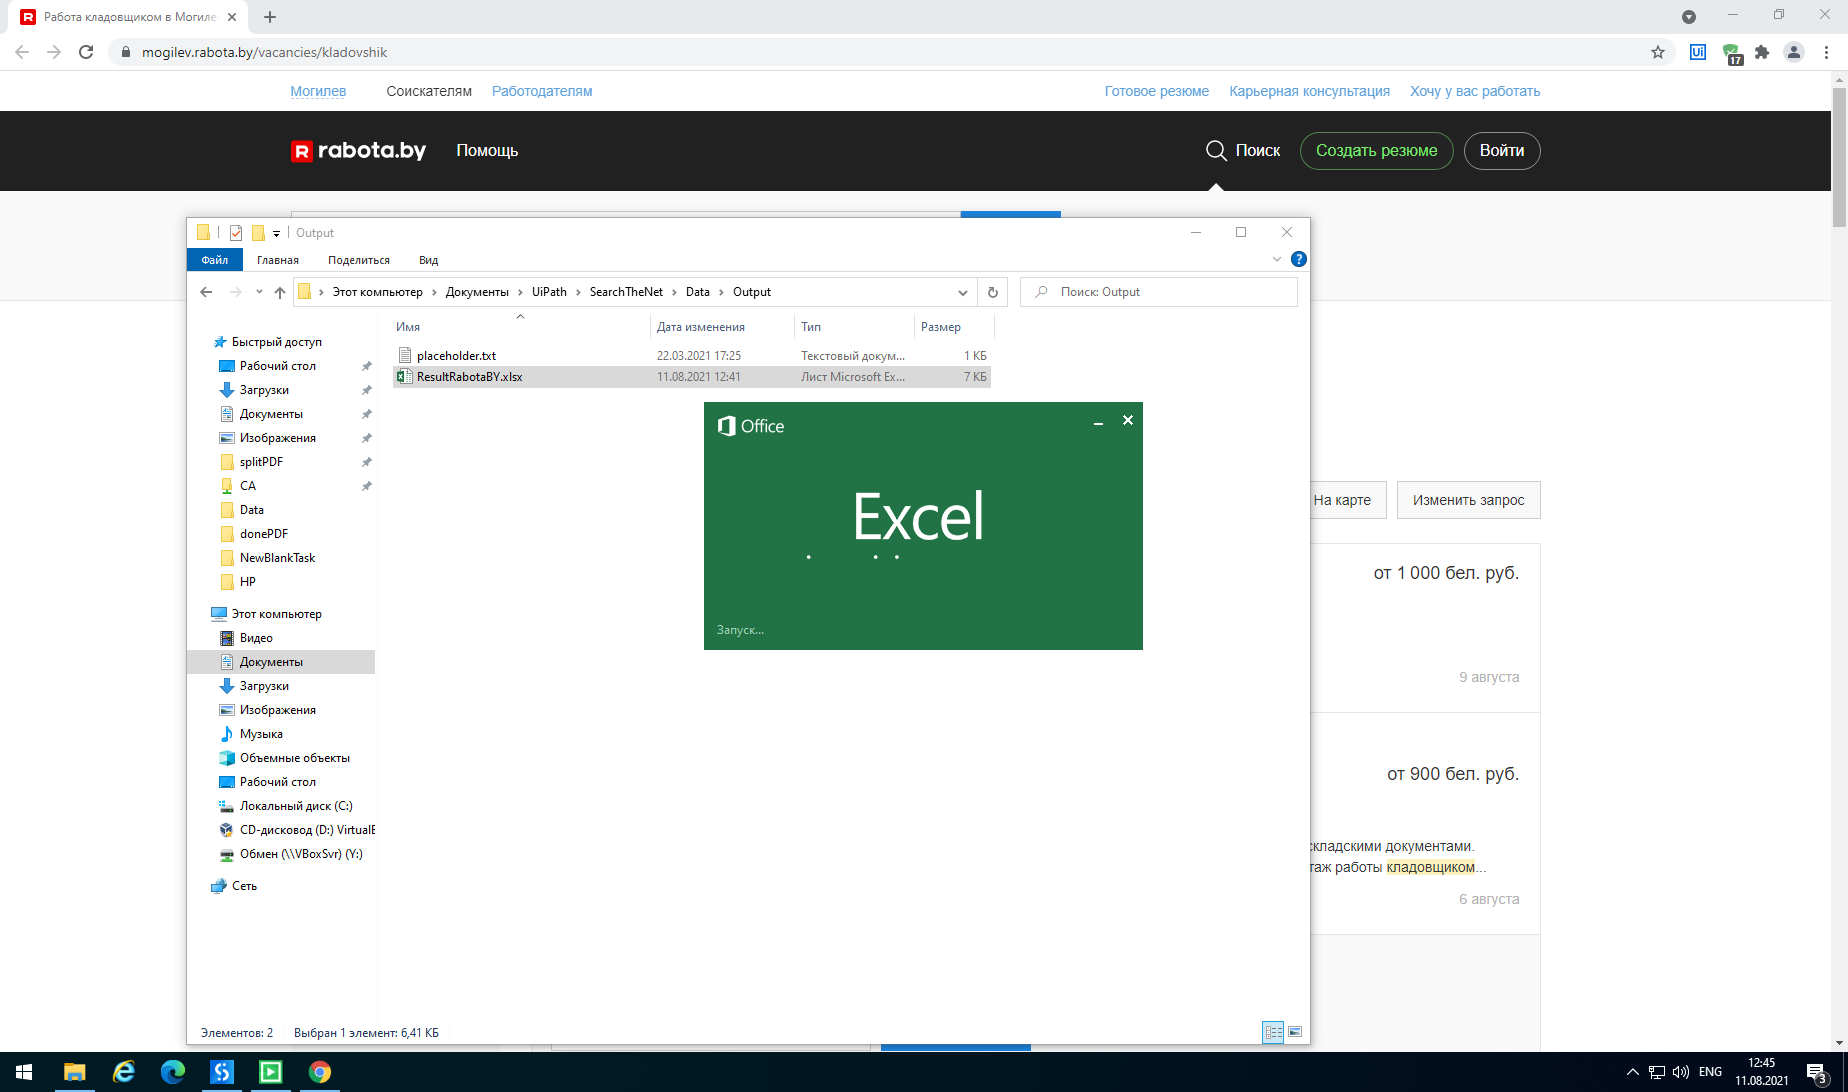 Работа кладовщиком в Могиле
mogilev.rabota.by/vacancies/kladovshik
Ui
17
Могилев Соискателям Работодателям Готовое резюме Карьерная консультация Хочу у вас работать
R rabota.by Помощь Поиск Создать резюме Войти
Output
Файл Главная Поделиться Вид
Этот компьютер Документы UiPath SearchTheNet Data Output Поиск: Output
Имя Дата изменения Тип Размер
placeholder.txt 22.03.2021 17:25 Текстовый докум... 1 КБ
ResultRabotaBY.xlsx 11.08.2021 12:41 Лист Microsoft Ex... 7 КБ
Быстрый доступ
Рабочий стол
Загрузки
Документы
Изображения
splitPDF
CA
Data
donePDF
NewBlankTask
HP
Этот компьютер
Видео
Документы
Загрузки
Изображения
Музыка
Объемные объекты
Рабочий стол
Локальный диск (C:)
CD-дисковод (D:) VirtualB
Обмен (\\VBoxSvr) (Y:)
Сеть
Office
Excel
Запуск...
На карте Изменить запрос
от 1 000 бел. руб.
9 августа
от 900 бел. руб.
складскими документами.
таж работы кладовщиком...
6 августа
Элементов: 2 Выбран 1 элемент: 6,41 КБ
ENG
12:45
11.08.2021
3